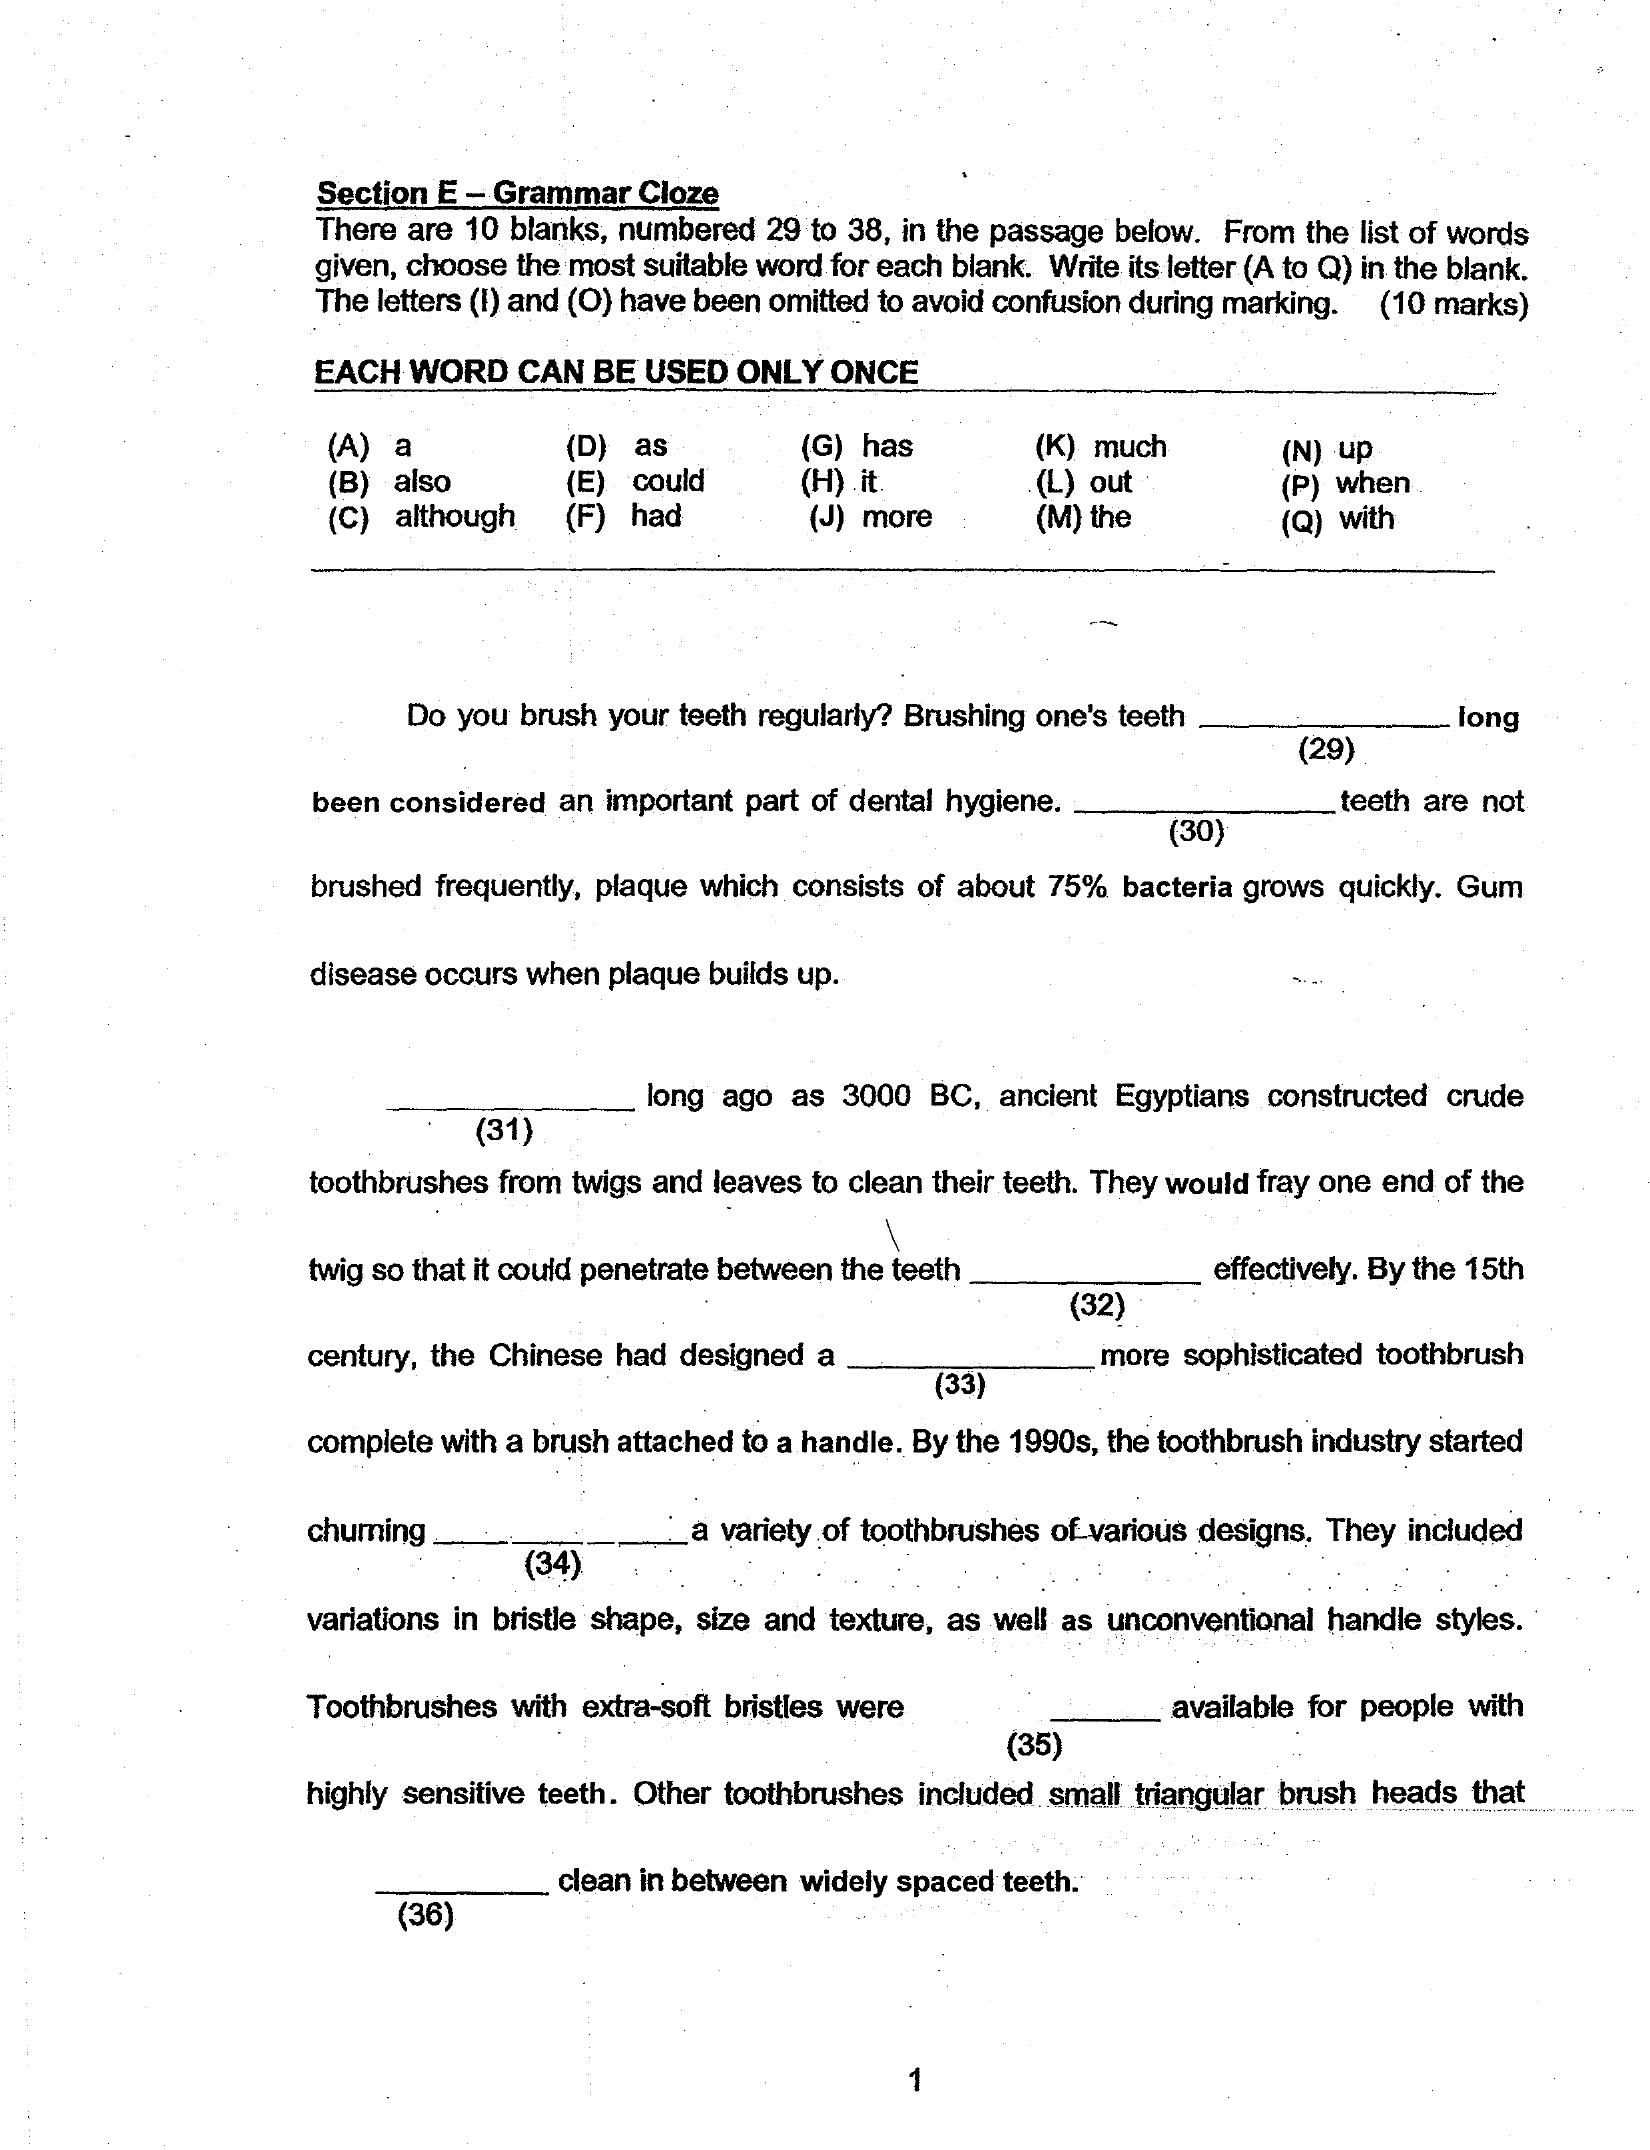 Section E – Grammar Cloze
There are 10 blanks, numbered 29 to 38, in the passage below. From the list of words
given, choose the most suitable word for each blank. Write its letter (A to Q) in the blank.
The letters (I) and (O) have been omitted to avoid confusion during marking. (10 marks)
EACH WORD CAN BE USED ONLY ONCE
(A) a (D) as (G) has (K) much (N) up
(B) also (E) could (H) it (L) out (P) when
(C) although (F) had (J) more (M) the (Q) with
Do you brush your teeth regularly? Brushing one's teeth ____________ long
(29)
been considered an important part of dental hygiene. ____________ teeth are not
(30)
brushed frequently, plaque which consists of about 75% bacteria grows quickly. Gum
disease occurs when plaque builds up.
____________ long ago as 3000 BC, ancient Egyptians constructed crude
(31)
toothbrushes from twigs and leaves to clean their teeth. They would fray one end of the
twig so that it could penetrate between the teeth ____________ effectively. By the 15th
(32)
century, the Chinese had designed a ____________ more sophisticated toothbrush
(33)
complete with a brush attached to a handle. By the 1990s, the toothbrush industry started
churning ____________ a variety of toothbrushes of various designs. They included
(34)
variations in bristle shape, size and texture, as well as unconventional handle styles.
Toothbrushes with extra-soft bristles were ______ available for people with
(35)
highly sensitive teeth. Other toothbrushes included small triangular brush heads that
________ clean in between widely spaced teeth.
(36)
1